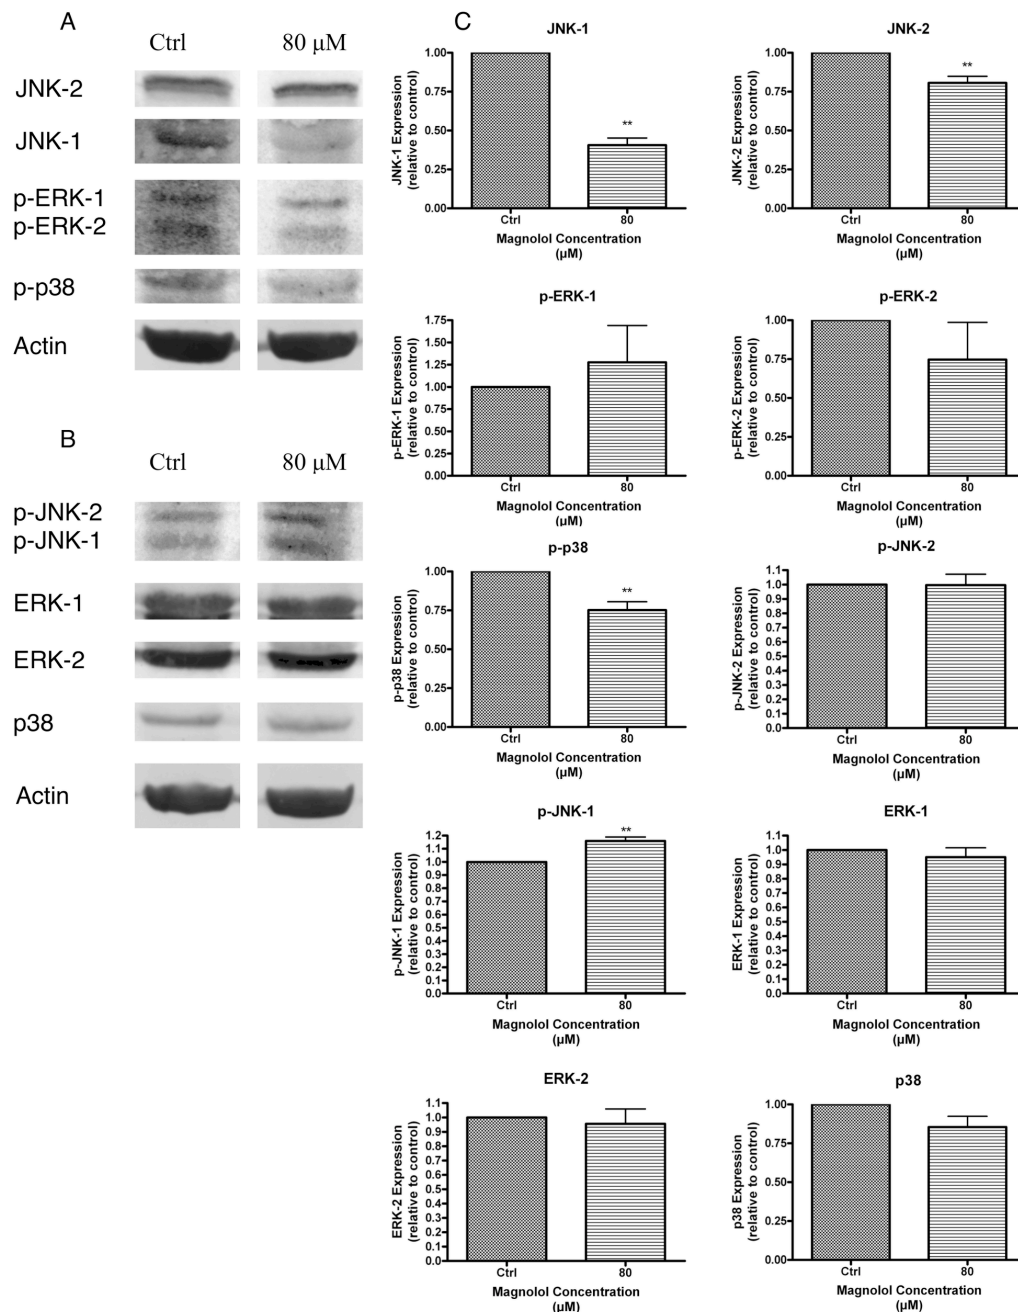 A
Ctrl 80 μM
JNK-2
JNK-1
p-ERK-1
p-ERK-2
p-p38
Actin
B
Ctrl 80 μM
p-JNK-2
p-JNK-1
ERK-1
ERK-2
p38
Actin
C
JNK-1
JNK-1 Expression
(relative to control)
1.00
0.75
0.50
0.25
0.00
**
Ctrl 80
Magnolol Concentration
(μM)
JNK-2
JNK-2 Expression
(relative to control)
1.00
0.75
0.50
0.25
0.00
**
Ctrl 80
Magnolol Concentration
(μM)
p-ERK-1
p-ERK-1 Expression
(relative to control)
1.75
1.50
1.25
1.00
0.75
0.50
0.25
0.00
Ctrl 80
Magnolol Concentration
(μM)
p-ERK-2
p-ERK-2 Expression
(relative to control)
1.00
0.75
0.50
0.25
0.00
Ctrl 80
Magnolol Concentration
(μM)
p-p38
p-p38 Expression
(relative to control)
1.00
0.75
0.50
0.25
0.00
**
Ctrl 80
Magnolol Concentration
(μM)
p-JNK-2
p-JNK-2 Expression
(relative to control)
1.1
1.0
0.9
0.8
0.7
0.6
0.5
0.4
0.3
0.2
0.1
0.0
Ctrl 80
Magnolol Concentration
(μM)
p-JNK-1
p-JNK-1 Expression
(relative to control)
1.2
1.1
1.0
0.9
0.8
0.7
0.6
0.5
0.4
0.3
0.2
0.1
0.0
**
Ctrl 80
Magnolol Concentration
(μM)
ERK-1
ERK-1 Expression
(relative to control)
1.1
1.0
0.9
0.8
0.7
0.6
0.5
0.4
0.3
0.2
0.1
0.0
Ctrl 80
Magnolol Concentration
(μM)
ERK-2
ERK-2 Expression
(relative to control)
1.1
1.0
0.9
0.8
0.7
0.6
0.5
0.4
0.3
0.2
0.1
0.0
Ctrl 80
Magnolol Concentration
(μM)
p38
p38 Expression
(relative to control)
1.00
0.75
0.50
0.25
0.00
Ctrl 80
Magnolol Concentration
(μM)